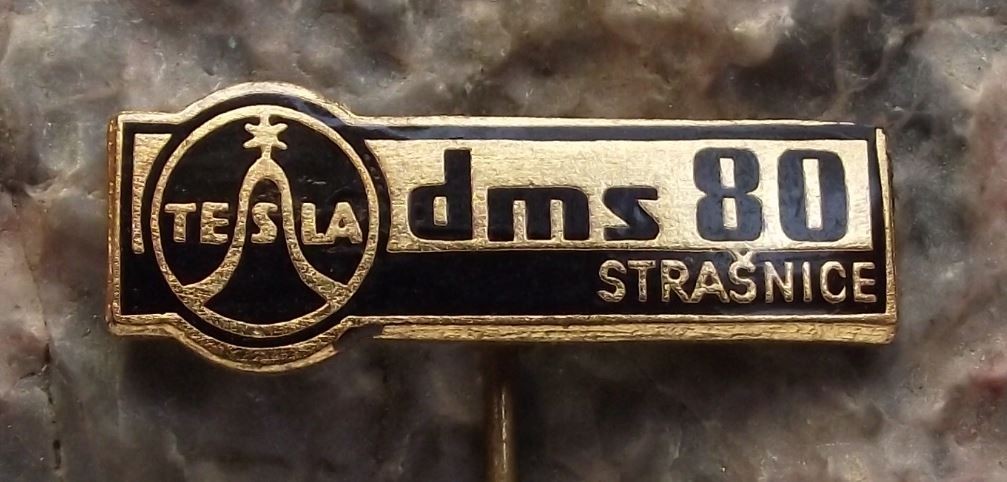 TESLA
dms 80
STRAŠNICE